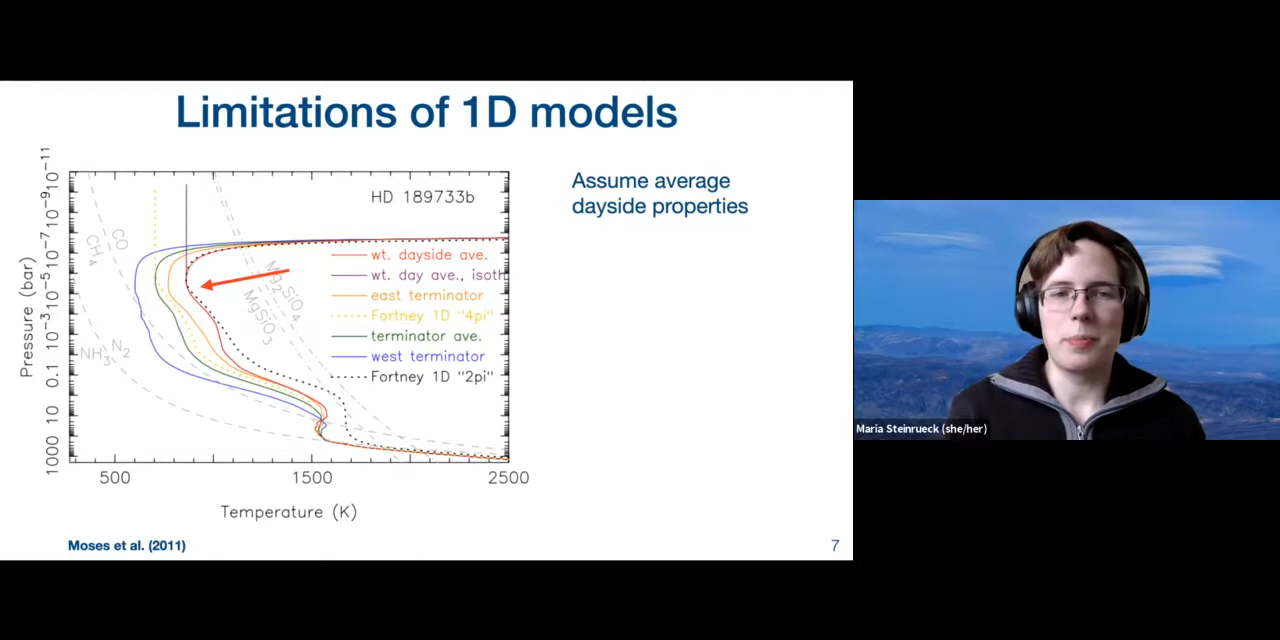 Limitations of 1D models
Assume average
dayside properties
HD 189733b
wt. dayside ave.
wt. day ave., isoth
east terminator
Fortney 1D "4pi"
terminator ave.
west terminator
Fortney 1D "2pi"
CO
CH4
NH3
N2
Mg2SiO4
MgSiO3
Pressure (bar)
10^-11
10^-9
10^-7
10^-5
10^-3
0.1
10
1000
500 1500 2500
Temperature (K)
Moses et al. (2011)
7
Maria Steinrueck (she/her)